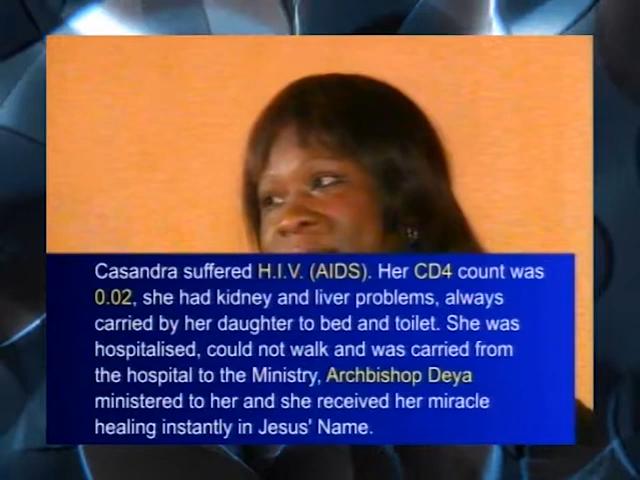 Casandra suffered H.I.V. (AIDS). Her CD4 count was
0.02, she had kidney and liver problems, always
carried by her daughter to bed and toilet. She was
hospitalised, could not walk and was carried from
the hospital to the Ministry, Archbishop Deya
ministered to her and she received her miracle
healing instantly in Jesus' Name.